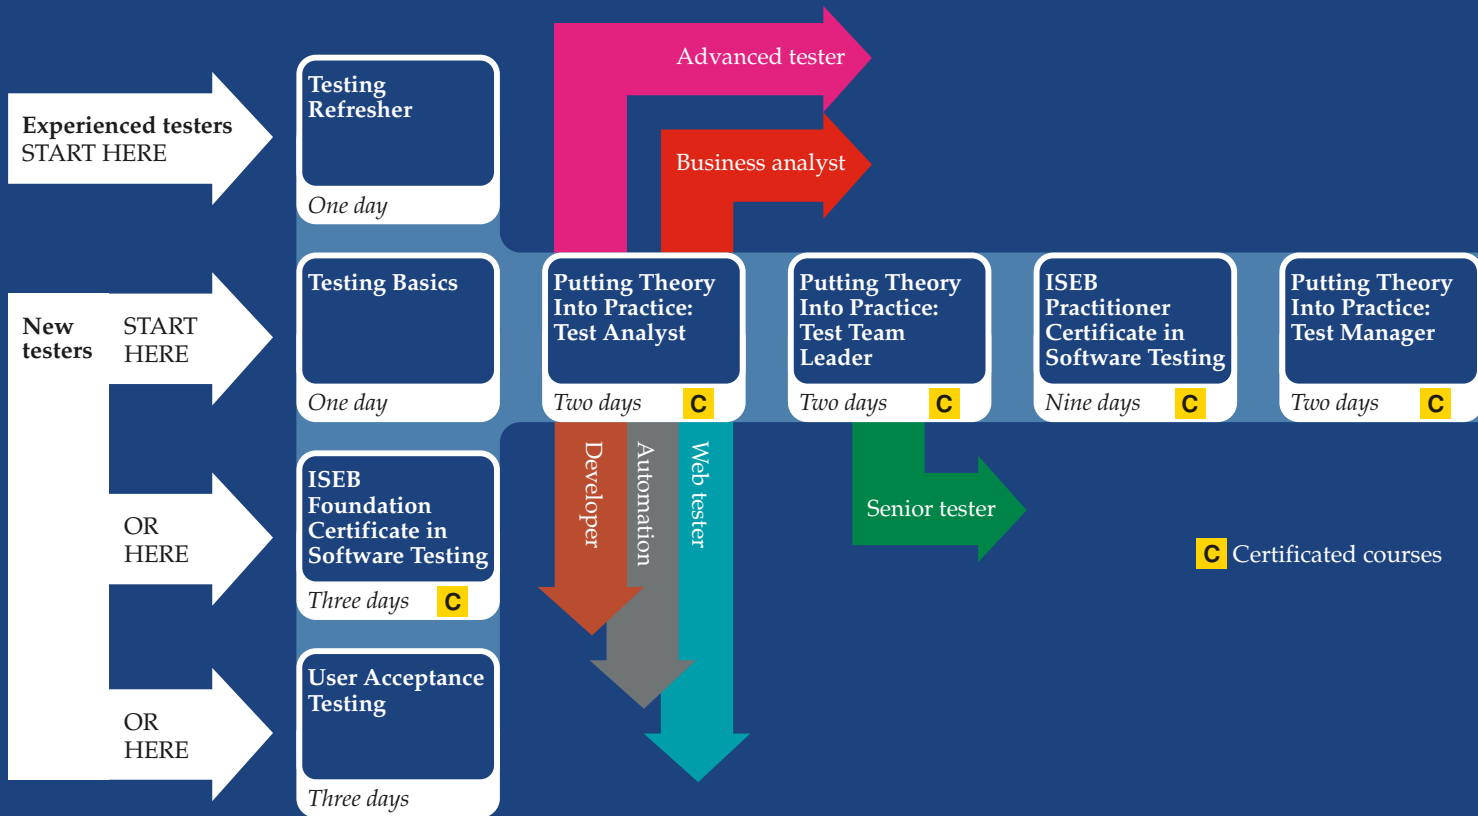 Experienced testers
START HERE
Testing
Refresher
One day
Advanced tester
Business analyst
New
testers
START
HERE
Testing Basics
One day
Putting Theory
Into Practice:
Test Analyst
Two days C
Putting Theory
Into Practice:
Test Team
Leader
Two days C
ISEB
Practitioner
Certificate in
Software Testing
Nine days C
Putting Theory
Into Practice:
Test Manager
Two days C
OR
HERE
ISEB
Foundation
Certificate in
Software Testing
Three days C
Developer
Automation
Web tester
Senior tester
C Certificated courses
OR
HERE
User Acceptance
Testing
Three days